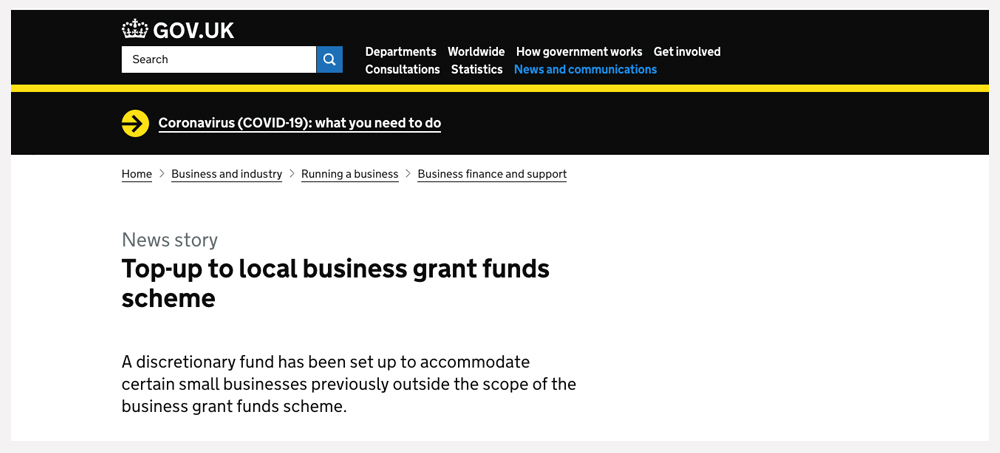 GOV.UK
Search
Departments Worldwide How government works Get involved
Consultations Statistics News and communications
Coronavirus (COVID-19): what you need to do
Home > Business and industry > Running a business > Business finance and support
News story
Top-up to local business grant funds
scheme
A discretionary fund has been set up to accommodate
certain small businesses previously outside the scope of the
business grant funds scheme.